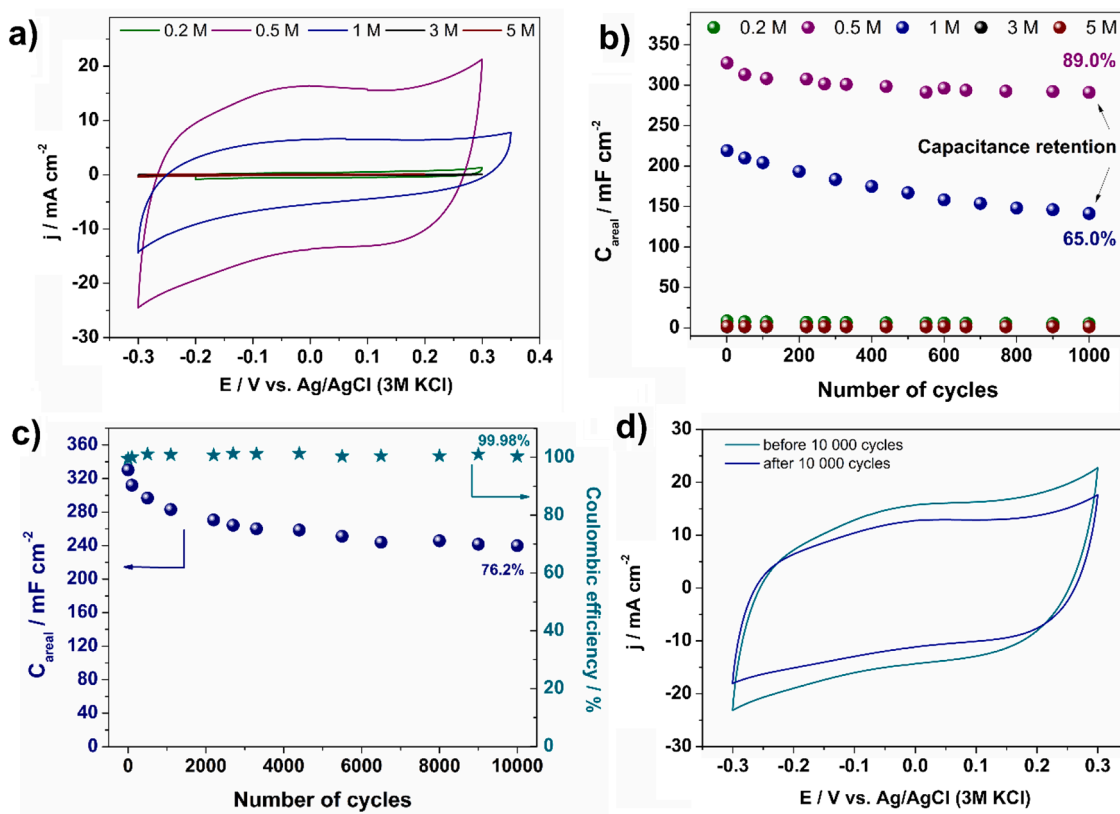 a)
0.2 M 0.5 M 1 M 3 M 5 M
20
10
0
-10
-20
-30
j / mA cm-2
-0.3 -0.2 -0.1 0.0 0.1 0.2 0.3 0.4
E / V vs. Ag/AgCl (3M KCl)
b)
0.2 M 0.5 M 1 M 3 M 5 M
350
300
250
200
150
100
50
0
C areal / mF cm-2
89.0%
Capacitance retention
65.0%
0 200 400 600 800 1000
Number of cycles
c)
360
320
280
240
200
160
120
80
40
0
C areal / mF cm-2
99.98%
76.2%
100
80
60
40
20
0
Coulombic efficiency / %
0 2000 4000 6000 8000 10000
Number of cycles
d)
before 10 000 cycles
after 10 000 cycles
30
20
10
0
-10
-20
-30
j / mA cm-2
-0.3 -0.2 -0.1 0.0 0.1 0.2 0.3
E / V vs. Ag/AgCl (3M KCl)